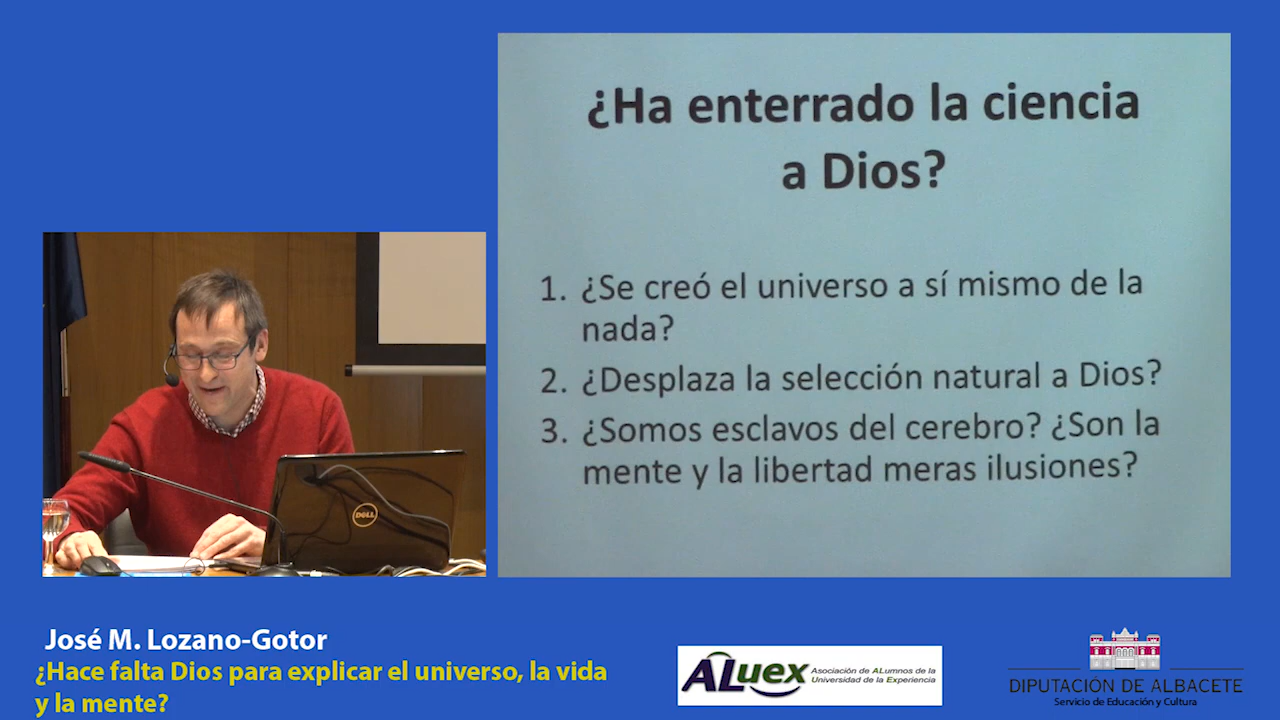 ¿Ha enterrado la ciencia
a Dios?
1. ¿Se creó el universo a sí mismo de la
nada?
2. ¿Desplaza la selección natural a Dios?
3. ¿Somos esclavos del cerebro? ¿Son la
mente y la libertad meras ilusiones?
DELL
José M. Lozano-Gotor
¿Hace falta Dios para explicar el universo, la vida
y la mente?
ALuex
Asociación de ALumnos de la
Universidad de la Experiencia
DIPUTACIÓN DE ALBACETE
Servicio de Educación y Cultura